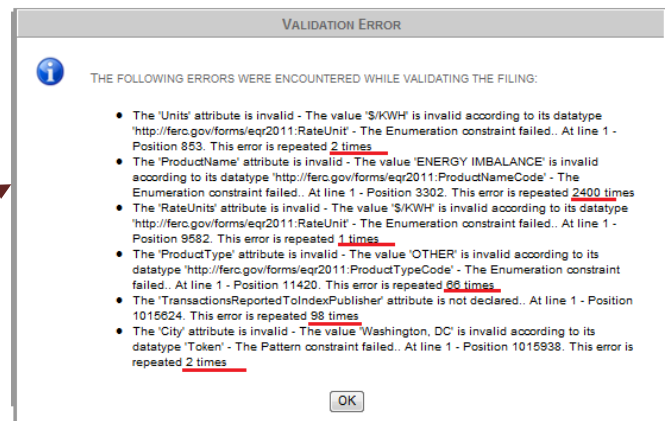 VALIDATION ERROR
THE FOLLOWING ERRORS WERE ENCOUNTERED WHILE VALIDATING THE FILING:
The 'Units' attribute is invalid - The value '$/KWH' is invalid according to its datatype
'http://ferc.gov/forms/eqr2011:RateUnit' - The Enumeration constraint failed.. At line 1 -
Position 853. This error is repeated 2 times
The 'ProductName' attribute is invalid - The value 'ENERGY IMBALANCE' is invalid
according to its datatype 'http://ferc.gov/forms/eqr2011:ProductNameCode' - The
Enumeration constraint failed.. At line 1 - Position 3302. This error is repeated 2400 times
The 'RateUnits' attribute is invalid - The value '$/KWH' is invalid according to its datatype
'http://ferc.gov/forms/eqr2011:RateUnit' - The Enumeration constraint failed.. At line 1 -
Position 9582. This error is repeated 1 times
The 'ProductType' attribute is invalid - The value 'OTHER' is invalid according to its
datatype 'http://ferc.gov/forms/eqr2011:ProductTypeCode' - The Enumeration constraint
failed.. At line 1 - Position 11420. This error is repeated 66 times
The 'TransactionsReportedToIndexPublisher' attribute is not declared.. At line 1 - Position
1015624. This error is repeated 98 times
The 'City' attribute is invalid - The value 'Washington, DC' is invalid according to its
datatype 'Token' - The Pattern constraint failed.. At line 1 - Position 1015938. This error is
repeated 2 times
OK